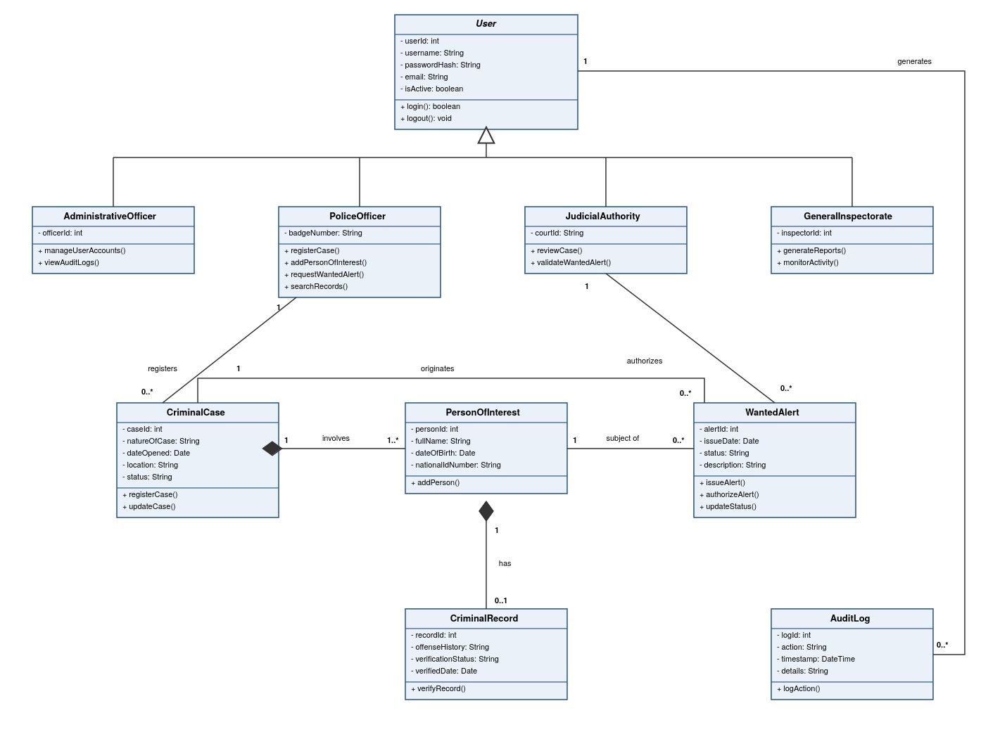 User
- userId: int
- username: String
- passwordHash: String
- email: String
- isActive: boolean
+ login(): boolean
+ logout(): void
1
generates
AdministrativeOfficer
- officerId: int
+ manageUserAccounts()
+ viewAuditLogs()
PoliceOfficer
- badgeNumber: String
+ registerCase()
+ addPersonOfInterest()
+ requestWantedAlert()
+ searchRecords()
JudicialAuthority
- courtId: String
+ reviewCase()
+ validateWantedAlert()
GeneralInspectorate
- inspectorId: int
+ generateReports()
+ monitorActivity()
1
registers
0..*
1
authorizes
0..*
1
originates
0..*
CriminalCase
- caseId: int
- natureOfCase: String
- dateOpened: Date
- location: String
- status: String
+ registerCase()
+ updateCase()
1
involves
1..*
PersonOfInterest
- personId: int
- fullName: String
- dateOfBirth: Date
- nationalIdNumber: String
+ addPerson()
1
subject of
0..*
WantedAlert
- alertId: int
- issueDate: Date
- status: String
- description: String
+ issueAlert()
+ authorizeAlert()
+ updateStatus()
1
has
0..1
CriminalRecord
- recordId: int
- offenseHistory: String
- verificationStatus: String
- verifiedDate: Date
+ verifyRecord()
AuditLog
- logId: int
- action: String
- timestamp: DateTime
- details: String
+ logAction()
0..*